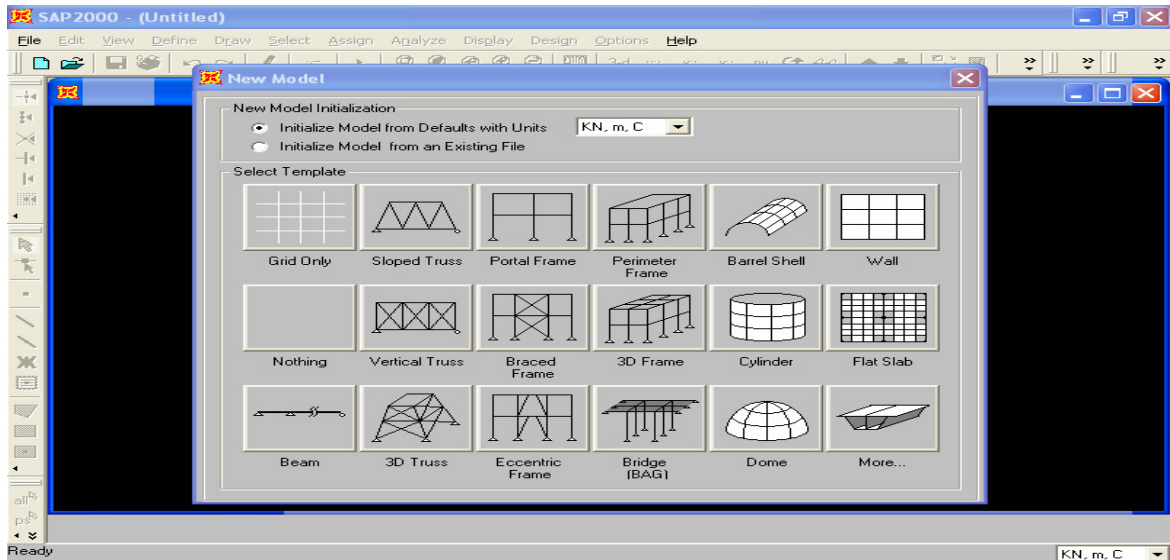 SAP2000 - (Untitled)
File Edit View Define Draw Select Assign Analyze Display Design Options Help
New Model
New Model Initialization
Initialize Model from Defaults with Units KN, m, C
Initialize Model from an Existing File
Select Template
Grid Only Sloped Truss Portal Frame Perimeter Frame Barrel Shell Wall
Nothing Vertical Truss Braced Frame 3D Frame Cylinder Flat Slab
Beam 3D Truss Eccentric Frame Bridge (BAG) Dome More...
all
ps
Ready KN, m, C